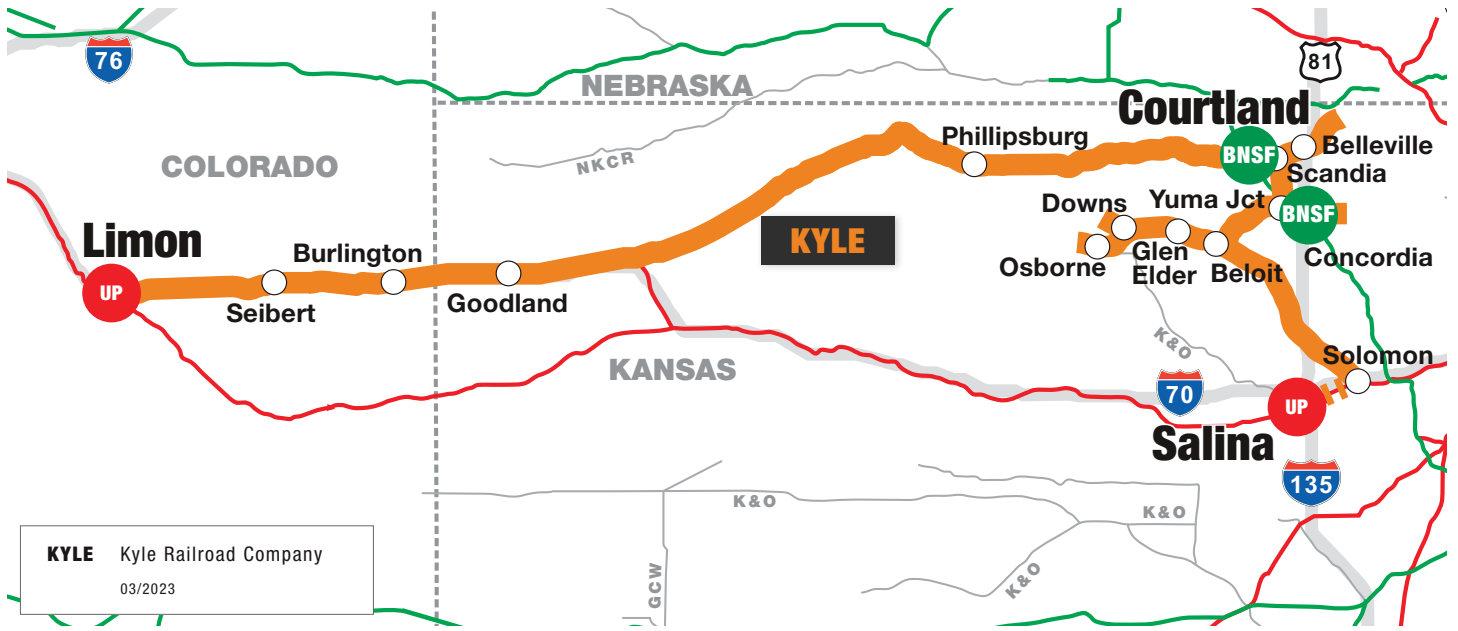 76
81
NEBRASKA
Courtland
Phillipsburg
BNSF
Belleville
COLORADO
NKCR
Scandia
Downs
Yuma Jct
BNSF
Limon
KYLE
Burlington
Osborne
Glen
Elder
Beloit
Concordia
UP
Seibert
Goodland
K&O
Solomon
KANSAS
70
UP
Salina
135
K&O
K&O
KYLE Kyle Railroad Company
03/2023
GCW
K&O